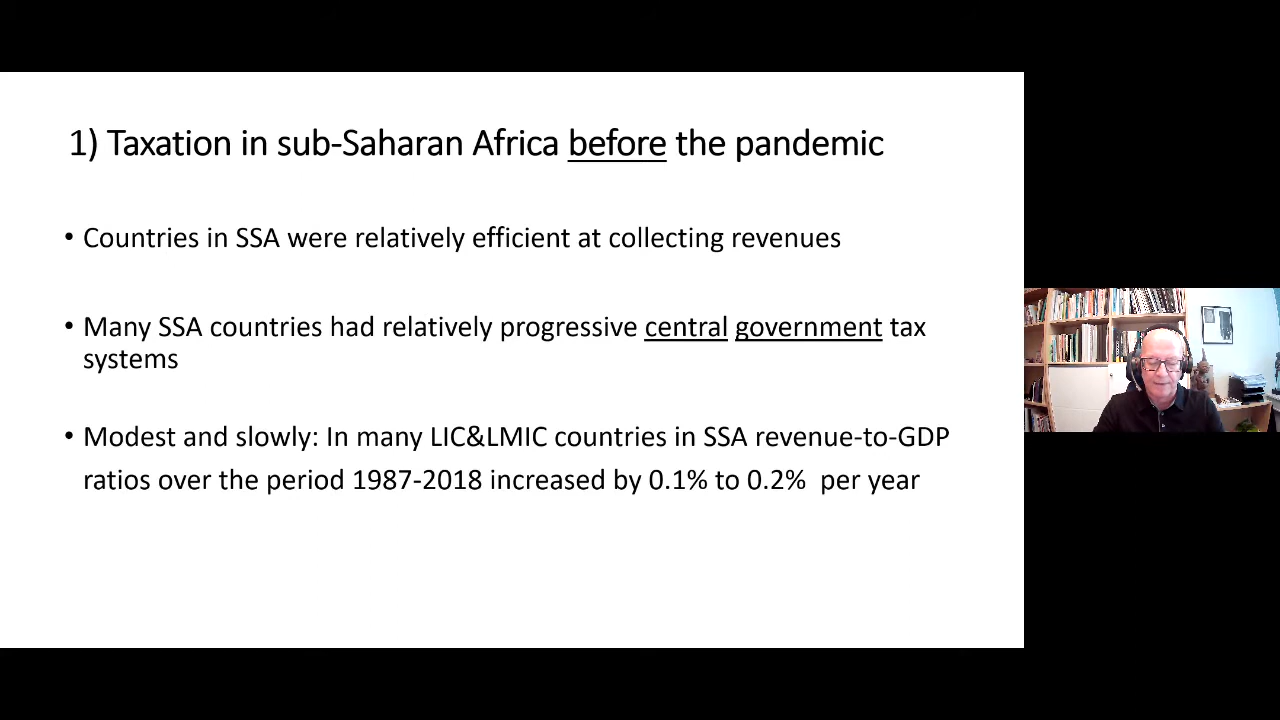 1) Taxation in sub-Saharan Africa before the pandemic
• Countries in SSA were relatively efficient at collecting revenues
• Many SSA countries had relatively progressive central government tax
systems
• Modest and slowly: In many LIC&LMIC countries in SSA revenue-to-GDP
ratios over the period 1987-2018 increased by 0.1% to 0.2%  per year